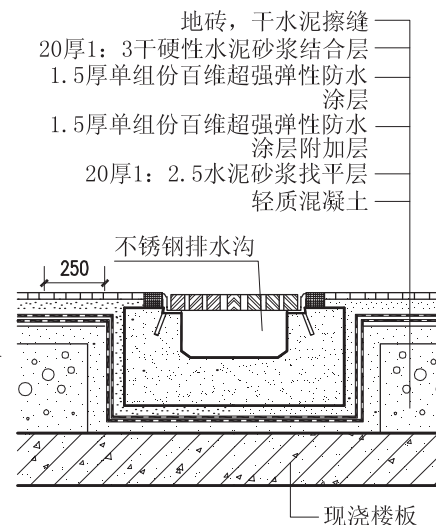 地砖，干水泥擦缝
20厚1：3干硬性水泥砂浆结合层
1.5厚单组份百维超强弹性防水
涂层
1.5厚单组份百维超强弹性防水
涂层附加层
20厚1：2.5水泥砂浆找平层
轻质混凝土
不锈钢排水沟
250
现浇楼板